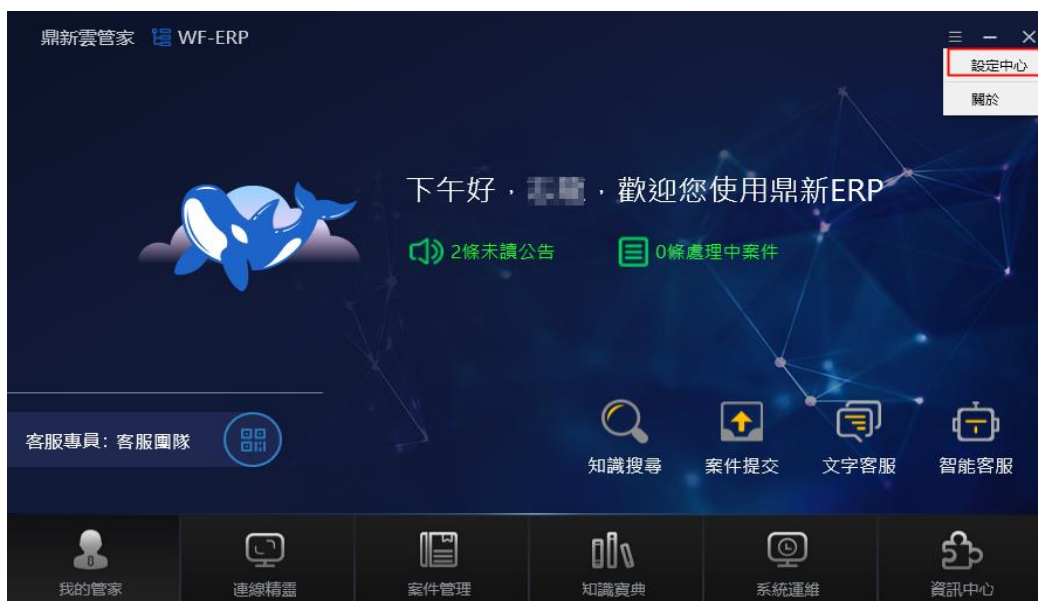 鼎新雲管家 WF-ERP
設定中心
關於
下午好,,歡迎您使用鼎新ERP
2條未讀公告 0條處理中案件
客服專員: 客服團隊
知識搜尋 案件提交 文字客服 智能客服
8
我的管家 連線精靈 案件管理 知識寶典 系統運維 資訊中心